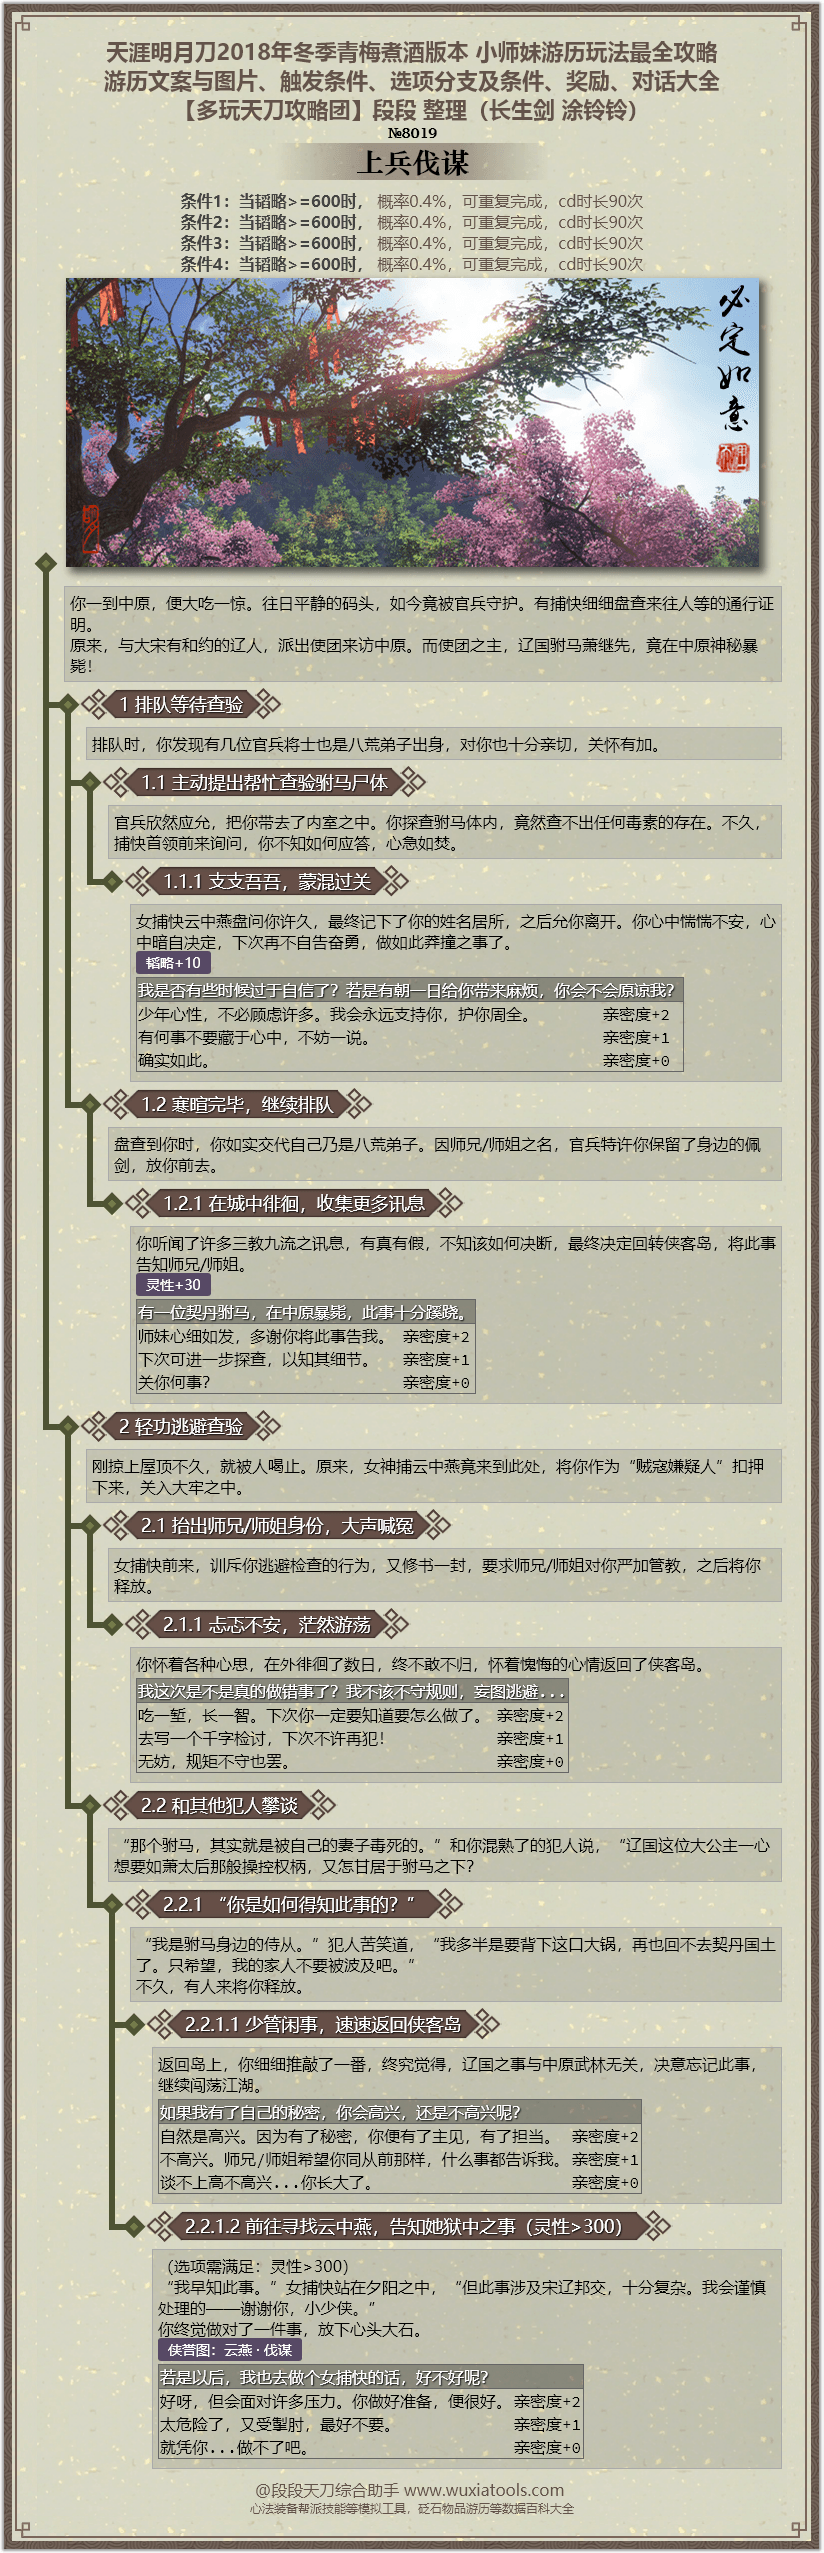 天涯明月刀2018年冬季青梅煮酒版本 小师妹游历玩法最全攻略
游历文案与图片、触发条件、选项分支及条件、奖励、对话大全
【多玩天刀攻略团】段段 整理（长生剑 涂铃铃）
№8019
上兵伐谋
条件1：当韬略>=600时， 概率0.4%，可重复完成，cd时长90次
条件2：当韬略>=600时， 概率0.4%，可重复完成，cd时长90次
条件3：当韬略>=600时， 概率0.4%，可重复完成，cd时长90次
条件4：当韬略>=600时， 概率0.4%，可重复完成，cd时长90次
必定如意
你一到中原，便大吃一惊。往日平静的码头，如今竟被官兵守护。有捕快细细盘查来往人等的通行证
明。
原来，与大宋有和约的辽人，派出使团来访中原。而使团之主，辽国驸马萧继先，竟在中原神秘暴
毙！
1 排队等待查验
排队时，你发现有几位官兵将士也是八荒弟子出身，对你也十分亲切，关怀有加。
1.1 主动提出帮忙查验驸马尸体
官兵欣然应允，把你带去了内室之中。你探查驸马体内，竟然查不出任何毒素的存在。不久，
捕快首领前来询问，你不知如何应答，心急如焚。
1.1.1 支支吾吾，蒙混过关
女捕快云中燕盘问你许久，最终记下了你的姓名居所，之后允你离开。你心中惴惴不安，心
中暗自决定，下次再不自告奋勇，做如此莽撞之事了。
韬略+10
我是否有些时候过于自信了？若是有朝一日给你带来麻烦，你会不会原谅我？
少年心性，不必顾虑许多。我会永远支持你，护你周全。 亲密度+2
有何事不要藏于心中，不妨一说。 亲密度+1
确实如此。 亲密度+0
1.2 寒暄完毕，继续排队
盘查到你时，你如实交代自己乃是八荒弟子。因师兄/师姐之名，官兵特许你保留了身边的佩
剑，放你前去。
1.2.1 在城中徘徊，收集更多讯息
你听闻了许多三教九流之讯息，有真有假，不知该如何决断，最终决定回转侠客岛，将此事
告知师兄/师姐。
灵性+30
有一位契丹驸马，在中原暴毙，此事十分蹊跷。
师妹心细如发，多谢你将此事告我。 亲密度+2
下次可进一步探查，以知其细节。 亲密度+1
关你何事？ 亲密度+0
2 轻功逃避查验
刚掠上屋顶不久，就被人喝止。原来，女神捕云中燕竟来到此处，将你作为“贼寇嫌疑人”扣押
下来，关入大牢之中。
2.1 抬出师兄/师姐身份，大声喊冤
女捕快前来，训斥你逃避检查的行为，又修书一封，要求师兄/师姐对你严加管教，之后将你
释放。
2.1.1 忐忑不安，茫然游荡
你怀着各种心思，在外徘徊了数日，终不敢不归，怀着愧悔的心情返回了侠客岛。
我这次是不是真的做错事了？我不该不守规则，妄图逃避...
吃一堑，长一智。下次你一定要知道要怎么做了。 亲密度+2
去写一个千字检讨，下次不许再犯！ 亲密度+1
无妨，规矩不守也罢。 亲密度+0
2.2 和其他犯人攀谈
“那个驸马，其实就是被自己的妻子毒死的。”和你混熟了的犯人说，“辽国这位大公主一心
想要如萧太后那般操控权柄，又怎甘居于驸马之下？
2.2.1 “你是如何得知此事的？”
“我是驸马身边的侍从。”犯人苦笑道，“我多半是要背下这口大锅，再也回不去契丹国土
了。只希望，我的家人不要被波及吧。”
不久，有人来将你释放。
2.2.1.1 少管闲事，速速返回侠客岛
返回岛上，你细细推敲了一番，终究觉得，辽国之事与中原武林无关，决意忘记此事，
继续闯荡江湖。
如果我有了自己的秘密，你会高兴，还是不高兴呢？
自然是高兴。因为有了秘密，你便有了主见，有了担当。 亲密度+2
不高兴。师兄/师姐希望你同从前那样，什么事都告诉我。 亲密度+1
谈不上高不高兴...你长大了。 亲密度+0
2.2.1.2 前往寻找云中燕，告知她狱中之事（灵性>300）
（选项需满足：灵性>300）
“我早知此事。”女捕快站在夕阳之中，“但此事涉及宋辽邦交，十分复杂。我会谨慎
处理的——谢谢你，小少侠。”
你终觉做对了一件事，放下心头大石。
侠誉图：云燕·伐谋
若是以后，我也去做个女捕快的话，好不好呢？
好呀，但会面对许多压力。你做好准备，便很好。 亲密度+2
太危险了，又受掣肘，最好不要。 亲密度+1
就凭你...做不了吧。 亲密度+0
@段段天刀综合助手 www.wuxiatools.com
心法装备帮派技能等模拟工具，砭石物品游历等数据百科大全